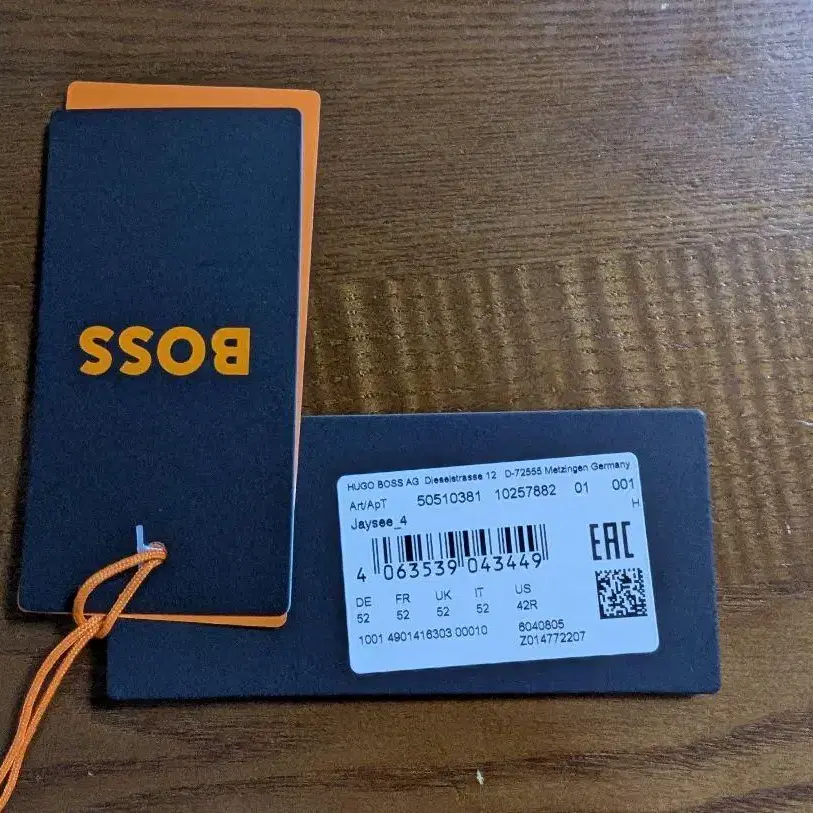 BOSS
HUGO BOSS AG Dieselstrasse 12 D-72555 Metzingen Germany
Art/ApT 50510381 10257882 01 001
Jaysee_4 H
EAC
4 063539 043449
DE FR UK IT US
52 52 52 52 42R
1001 4901416303 00010 6040805
Z014772207